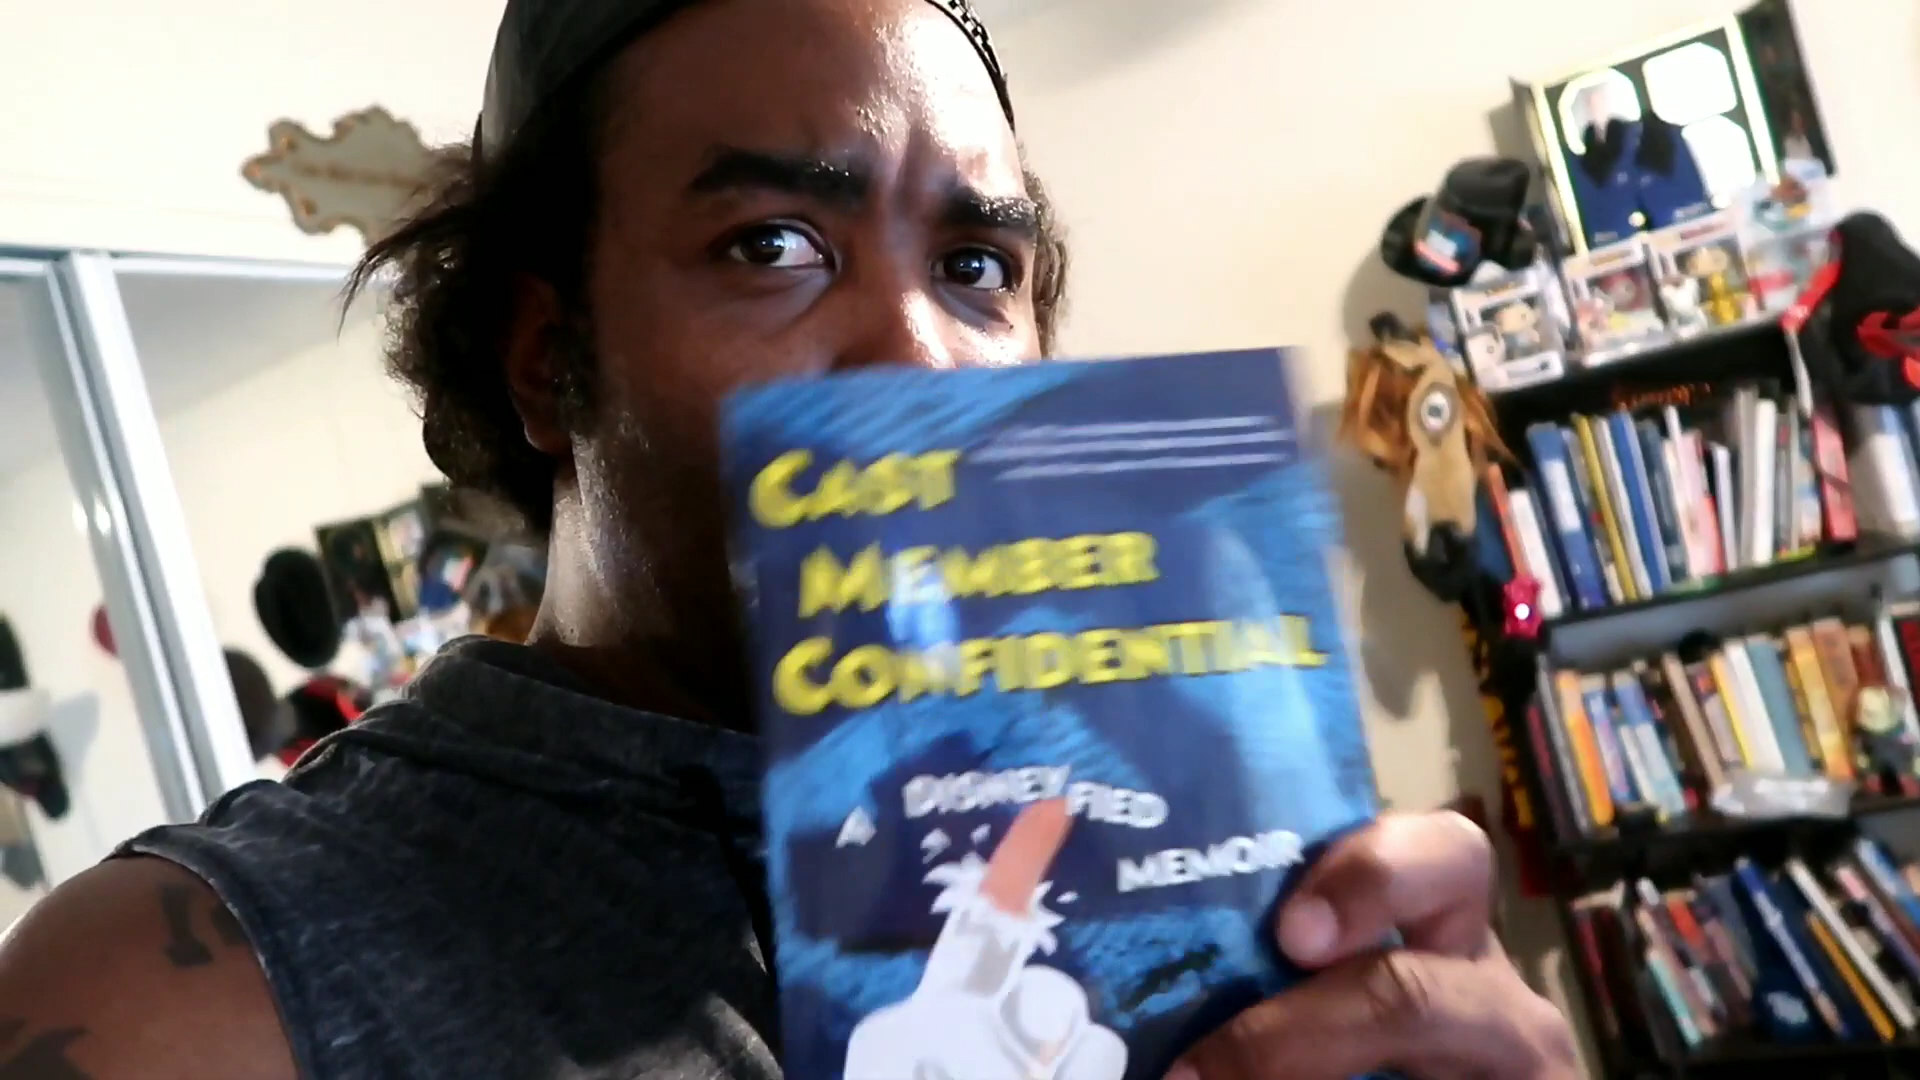 CAST
MEMBER
CONFIDENTIAL
A DISNEYFIED
MEMOIR